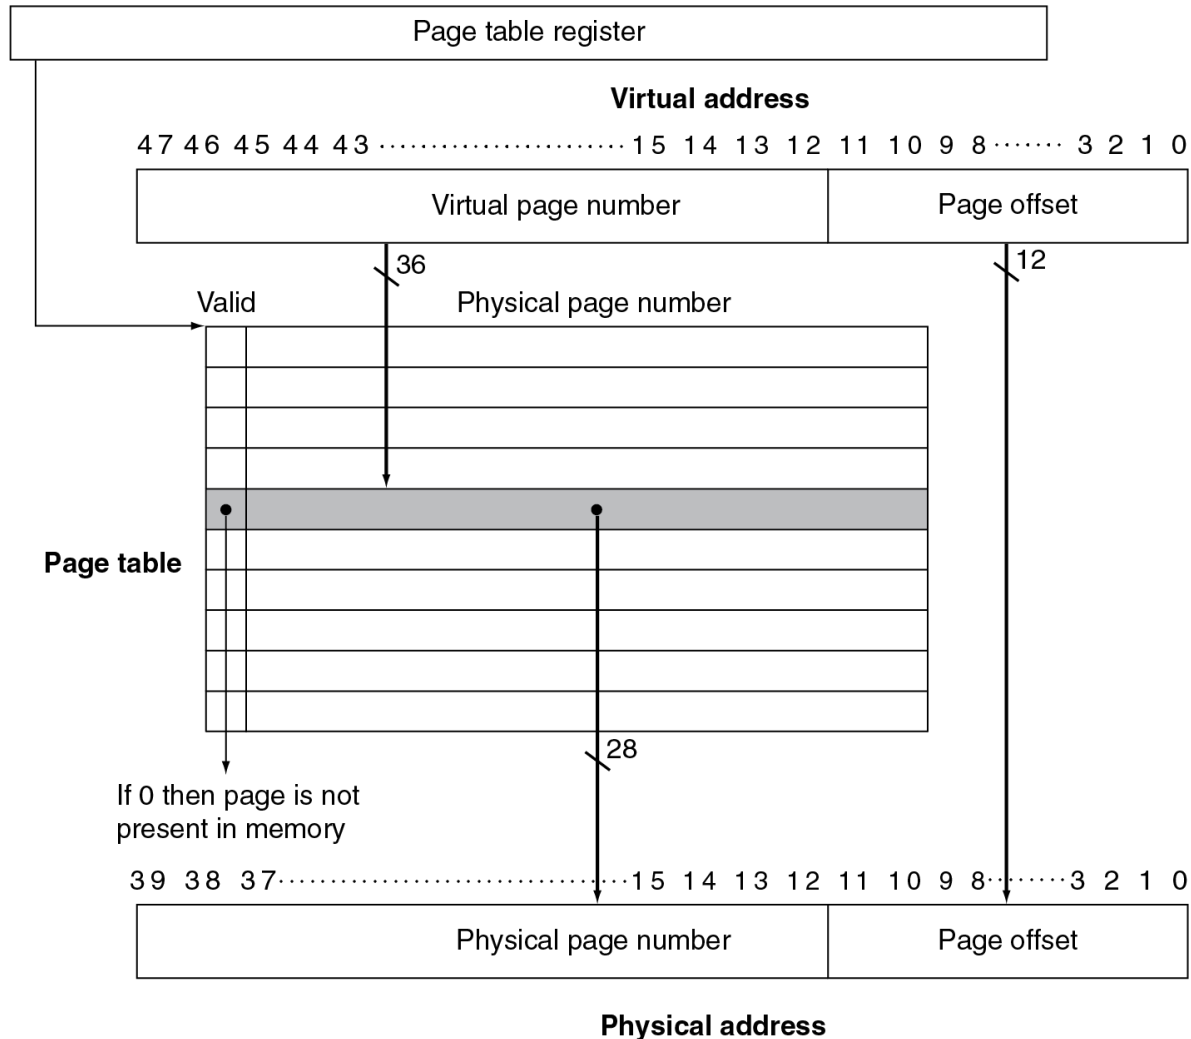 Page table register
Virtual address
47 46 45 44 43 ........................ 15 14 13 12 11 10 9 8 ....... 3 2 1 0
Virtual page number Page offset
36 12
Valid Physical page number
Page table
28
If 0 then page is not
present in memory
39 38 37 .................................. 15 14 13 12 11 10 9 8 ........ 3 2 1 0
Physical page number Page offset
Physical address